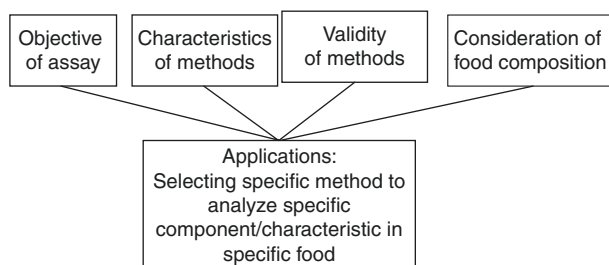 Objective
of assay
Characteristics
of methods
Validity
of methods
Consideration of
food composition
Applications:
Selecting specific method to
analyze specific
component/characteristic in
specific food